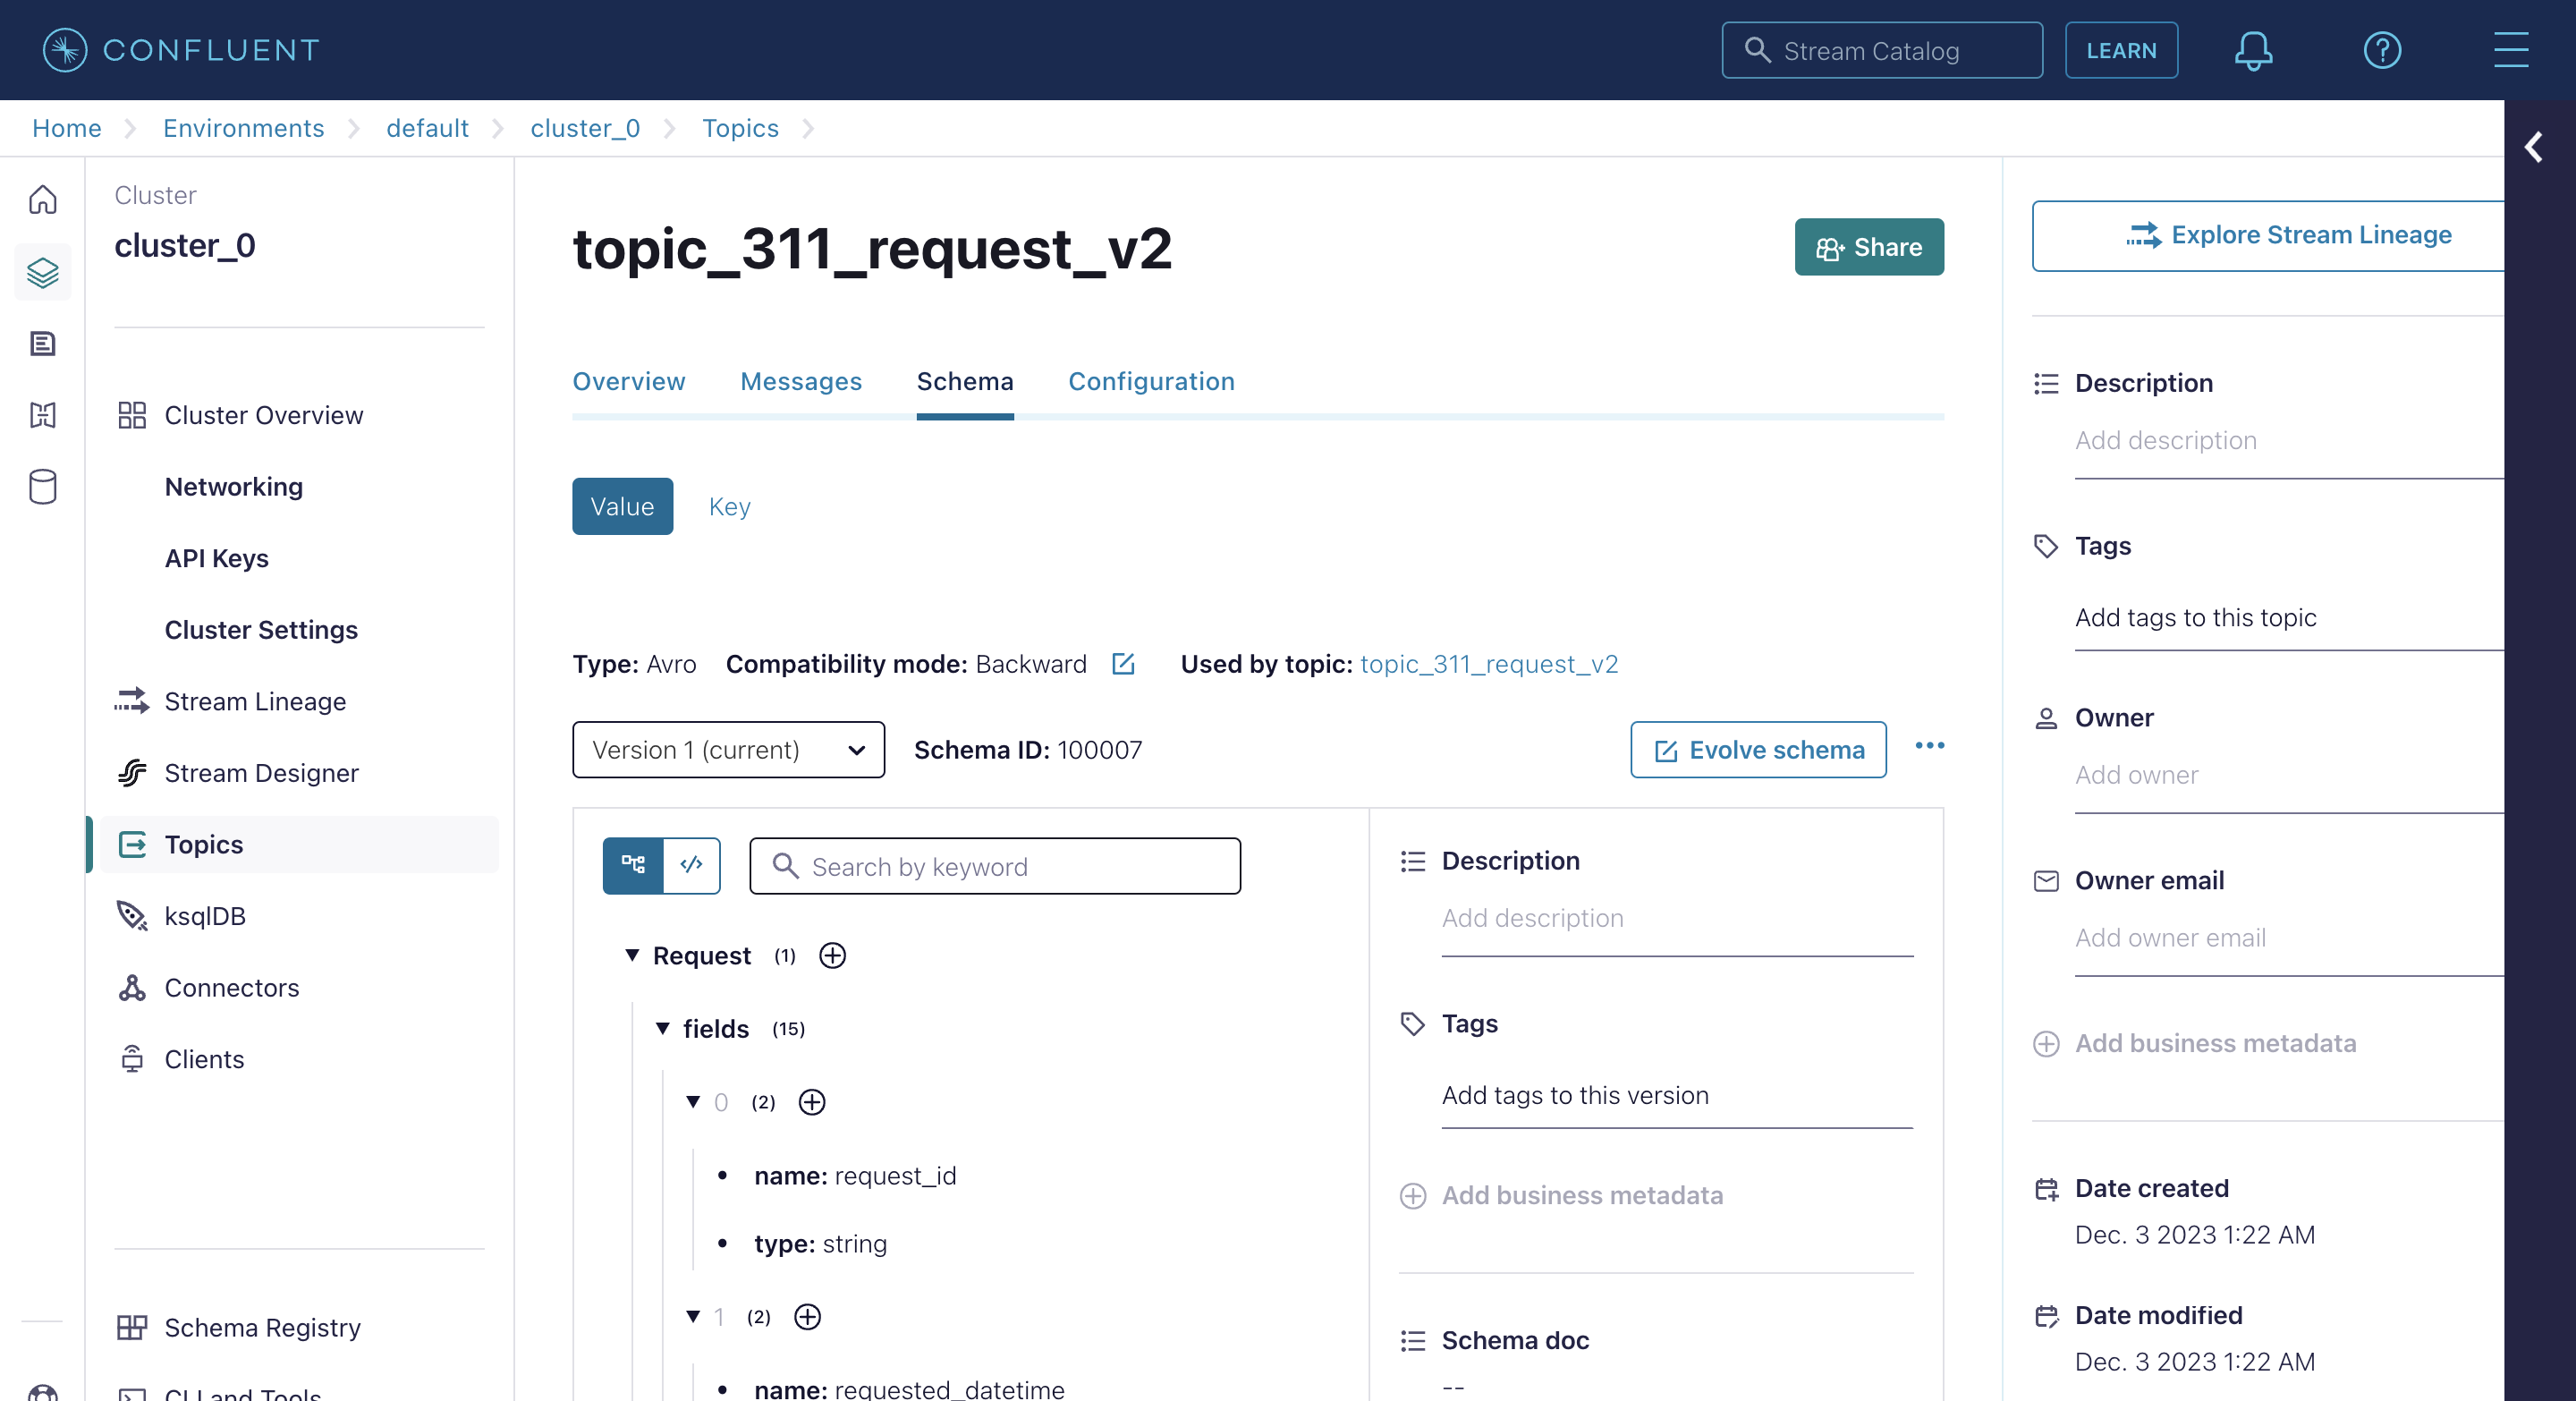 CONFLUENT
Stream Catalog
LEARN
Home
Environments
default
cluster_0
Topics
Cluster
cluster_0
Cluster Overview
Networking
API Keys
Cluster Settings
Stream Lineage
Stream Designer
Topics
ksqlDB
Connectors
Clients
Schema Registry
CLI and Tools
topic_311_request_v2
Share
Overview
Messages
Schema
Configuration
Value
Key
Type: Avro
Compatibility mode: Backward
Used by topic: topic_311_request_v2
Version 1 (current)
Schema ID: 100007
Evolve schema
Search by keyword
Request (1)
fields (15)
0 (2)
name: request_id
type: string
1 (2)
name: requested_datetime
Description
Add description
Tags
Add tags to this version
Add business metadata
Schema doc
--
Explore Stream Lineage
Description
Add description
Tags
Add tags to this topic
Owner
Add owner
Owner email
Add owner email
Add business metadata
Date created
Dec. 3 2023 1:22 AM
Date modified
Dec. 3 2023 1:22 AM